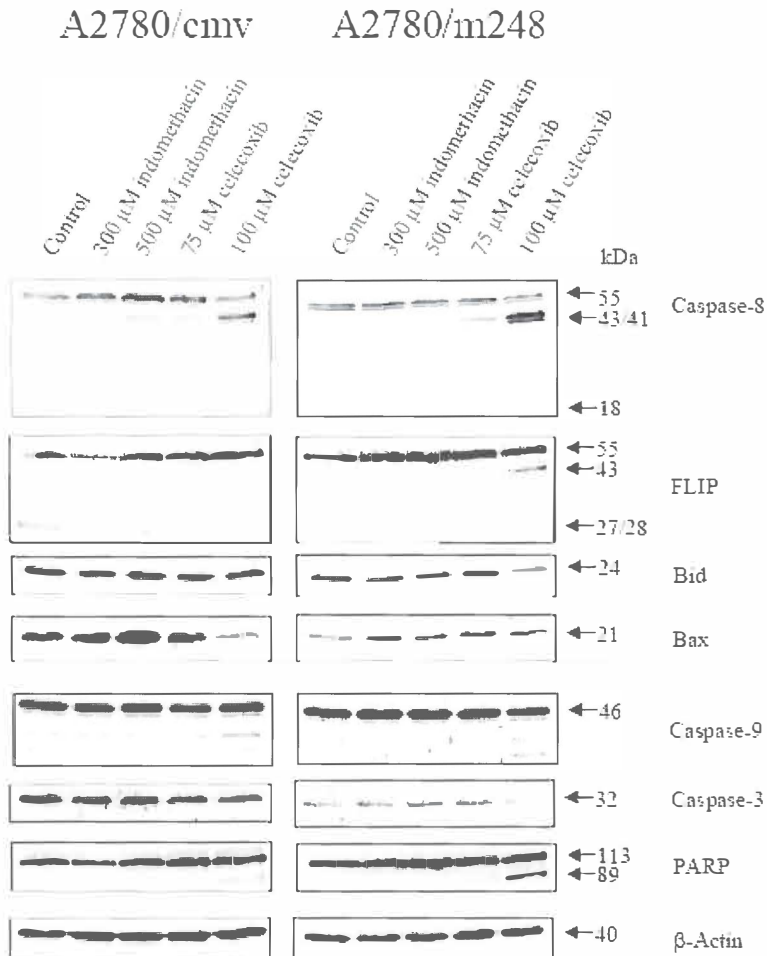 A2780/cmv A2780/m248
Control 300 µM indomethacin 500 µM indomethacin 75 µM celecoxib 100 µM celecoxib Control 300 µM indomethacin 500 µM indomethacin 75 µM celecoxib 100 µM celecoxib
kDa
55 Caspase-8
43/41
18
55
43
FLIP
27/28
24 Bid
21 Bax
46
Caspase-9
32 Caspase-3
113
PARP
89
40 β-Actin